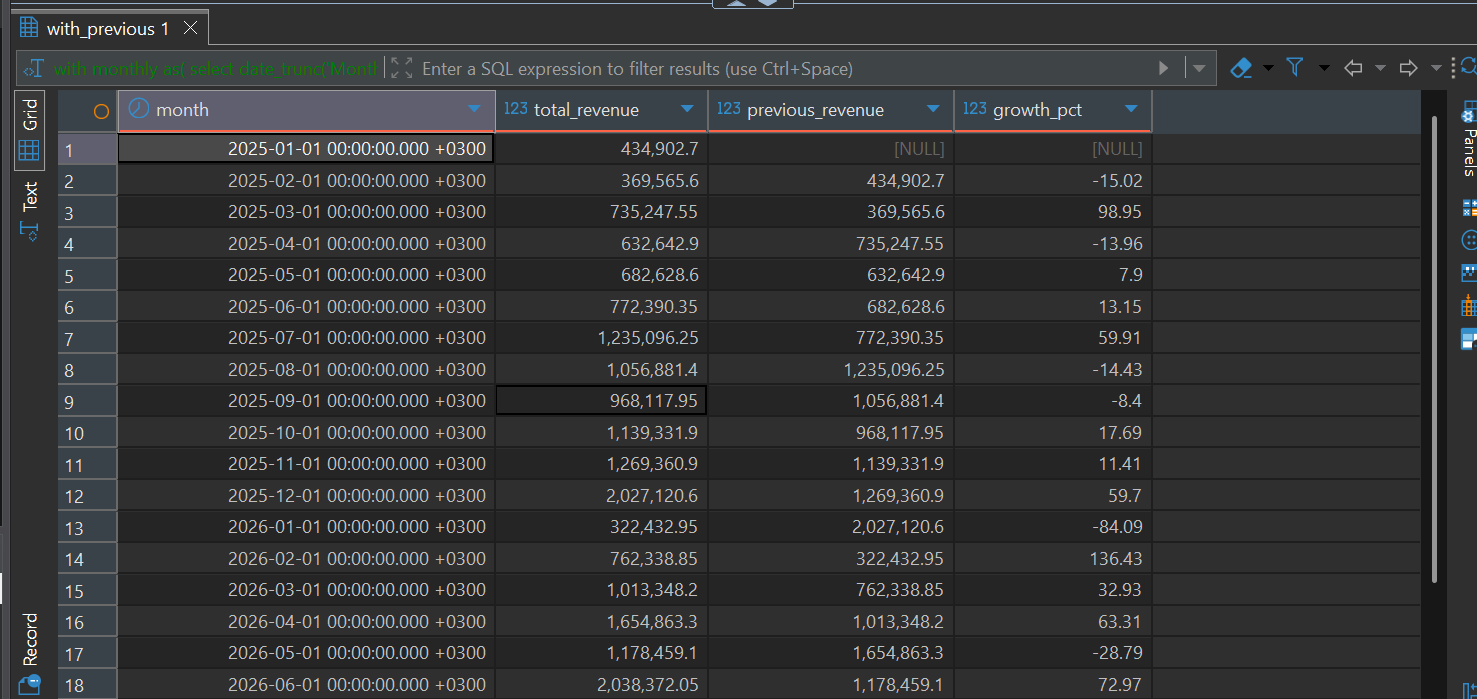 with_previous 1
with monthly as( select date_trunc('Montl
Enter a SQL expression to filter results (use Ctrl+Space)
Grid
Text
Record
Panels
month 123 total_revenue 123 previous_revenue 123 growth_pct
1 2025-01-01 00:00:00.000 +0300 434,902.7 [NULL] [NULL]
2 2025-02-01 00:00:00.000 +0300 369,565.6 434,902.7 -15.02
3 2025-03-01 00:00:00.000 +0300 735,247.55 369,565.6 98.95
4 2025-04-01 00:00:00.000 +0300 632,642.9 735,247.55 -13.96
5 2025-05-01 00:00:00.000 +0300 682,628.6 632,642.9 7.9
6 2025-06-01 00:00:00.000 +0300 772,390.35 682,628.6 13.15
7 2025-07-01 00:00:00.000 +0300 1,235,096.25 772,390.35 59.91
8 2025-08-01 00:00:00.000 +0300 1,056,881.4 1,235,096.25 -14.43
9 2025-09-01 00:00:00.000 +0300 968,117.95 1,056,881.4 -8.4
10 2025-10-01 00:00:00.000 +0300 1,139,331.9 968,117.95 17.69
11 2025-11-01 00:00:00.000 +0300 1,269,360.9 1,139,331.9 11.41
12 2025-12-01 00:00:00.000 +0300 2,027,120.6 1,269,360.9 59.7
13 2026-01-01 00:00:00.000 +0300 322,432.95 2,027,120.6 -84.09
14 2026-02-01 00:00:00.000 +0300 762,338.85 322,432.95 136.43
15 2026-03-01 00:00:00.000 +0300 1,013,348.2 762,338.85 32.93
16 2026-04-01 00:00:00.000 +0300 1,654,863.3 1,013,348.2 63.31
17 2026-05-01 00:00:00.000 +0300 1,178,459.1 1,654,863.3 -28.79
18 2026-06-01 00:00:00.000 +0300 2,038,372.05 1,178,459.1 72.97